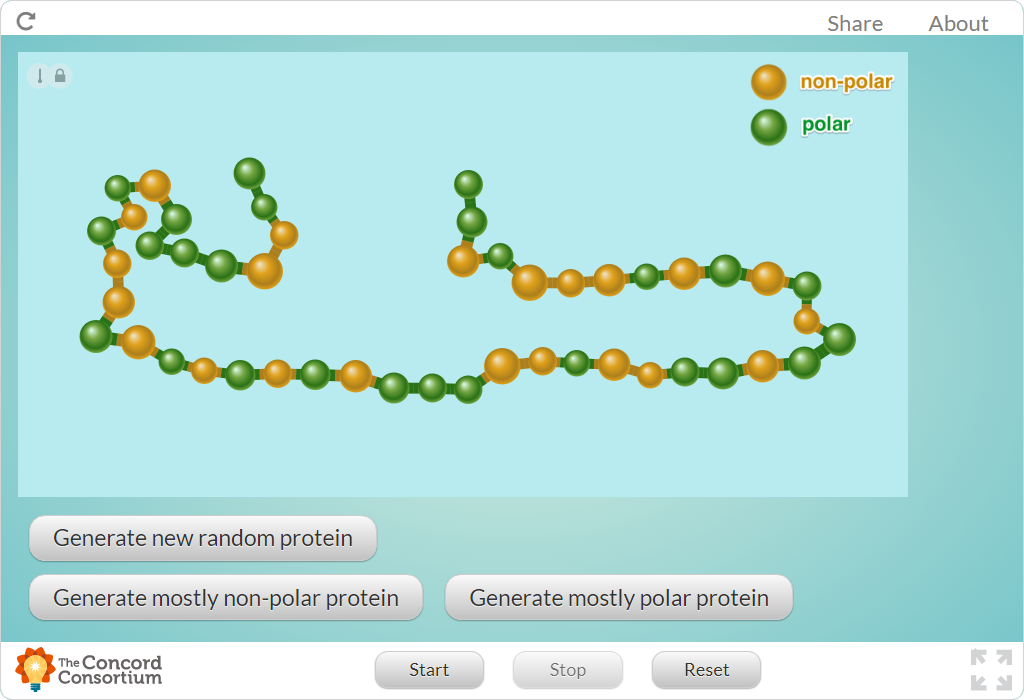 Share About
non-polar
polar
Generate new random protein
Generate mostly non-polar protein Generate mostly polar protein
The Concord
Consortium
Start Stop Reset